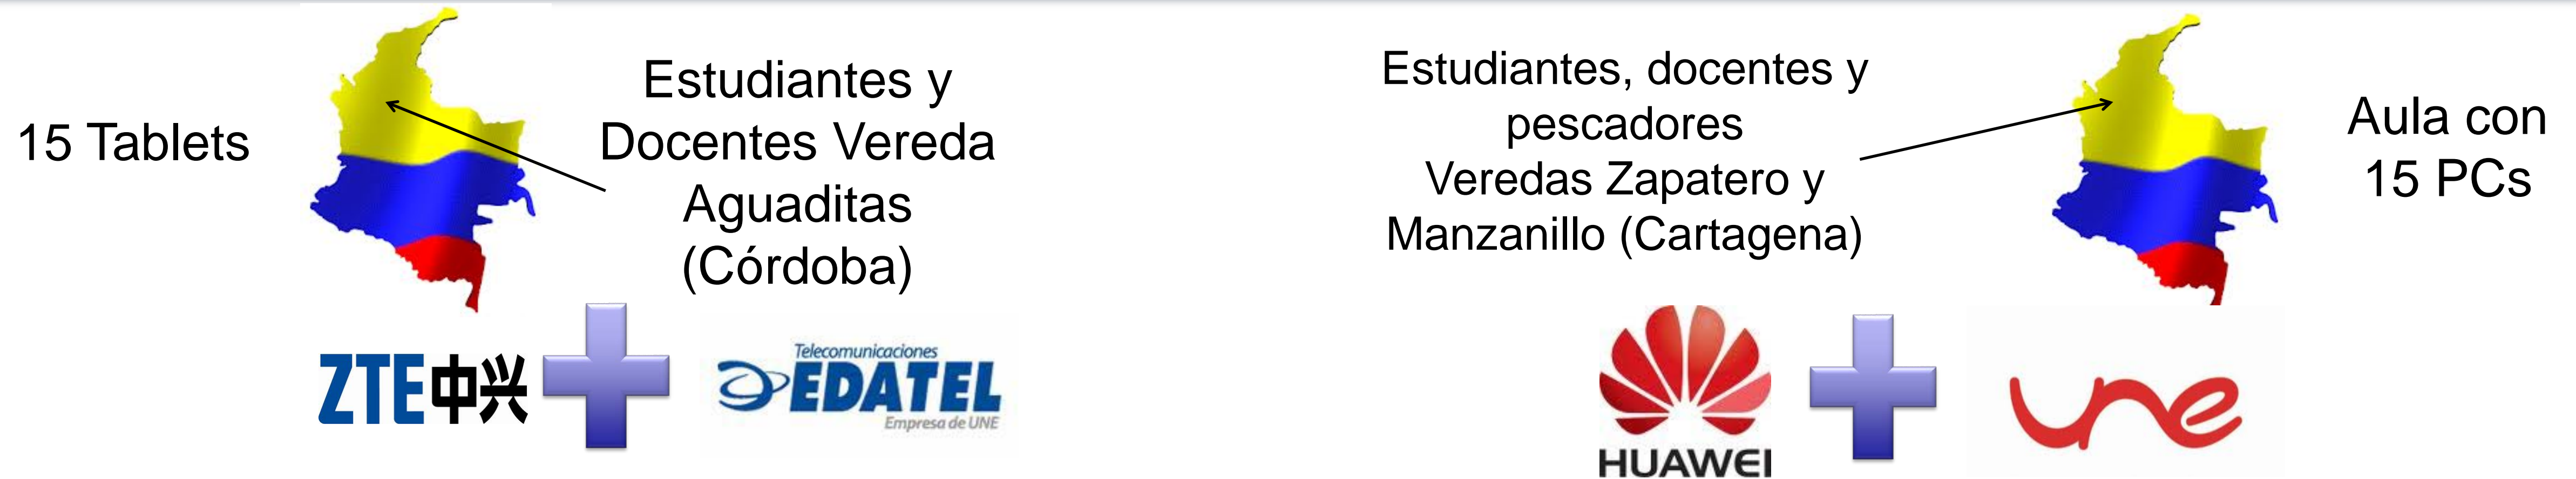 15 Tablets
Estudiantes y
Docentes Vereda
Aguaditas
(Córdoba)
ZTE中兴
Telecomunicaciones
EDATEL
Empresa de UNE
Estudiantes, docentes y
pescadores
Veredas Zapatero y
Manzanillo (Cartagena)
Aula con
15 PCs
HUAWEI
une